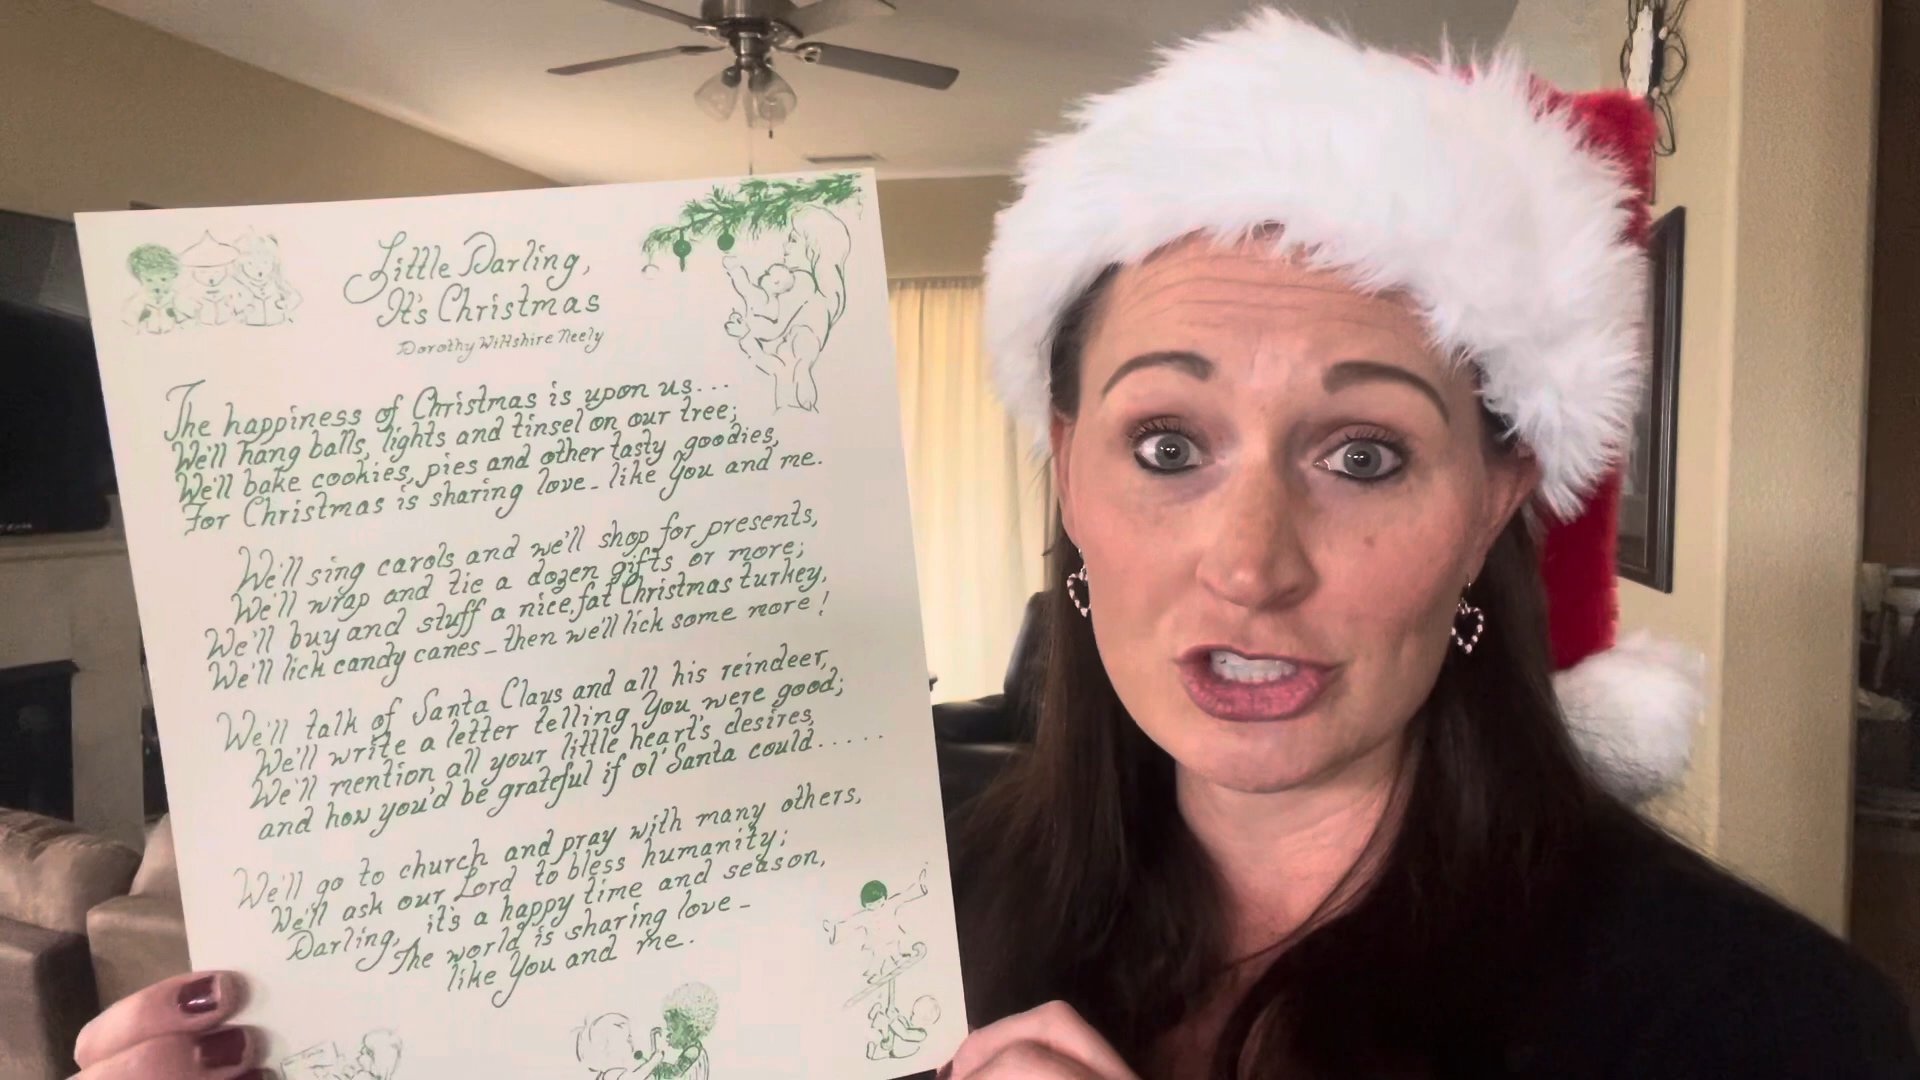 Little Darling,
It's Christmas
Dorothy Wiltshire Neely
The happiness of Christmas is upon us...
We'll hang balls, lights and tinsel on our tree;
We'll bake cookies, pies and other tasty goodies,
For Christmas is sharing love - like You and me.
We'll sing carols and we'll shop for presents,
We'll wrap and tie a dozen gifts or more;
We'll buy and stuff a nice, fat Christmas turkey,
We'll lick candy canes - then we'll lick some more!
We'll talk of Santa Claus and all his reindeer,
We'll write a letter telling You were good;
We'll mention all your little heart's desires,
and how you'd be grateful if ol' Santa could.....
We'll go to church and pray with many others,
We'll ask our Lord to bless humanity;
Darling, it's a happy time and season,
The world is sharing love -
like You and me.